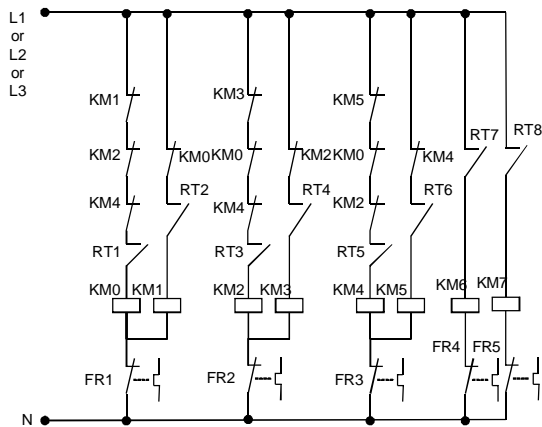 L1
or
L2
or
L3
KM1 KM3 KM5
RT7 RT8
KM2 KM0 KM0 KM2 KM0 KM4
RT2 RT4 RT6
KM4 KM4 KM2
RT1 RT3 RT5
KM0 KM1 KM2 KM3 KM4 KM5 KM6 KM7
FR4 FR5
FR1 FR2 FR3
N